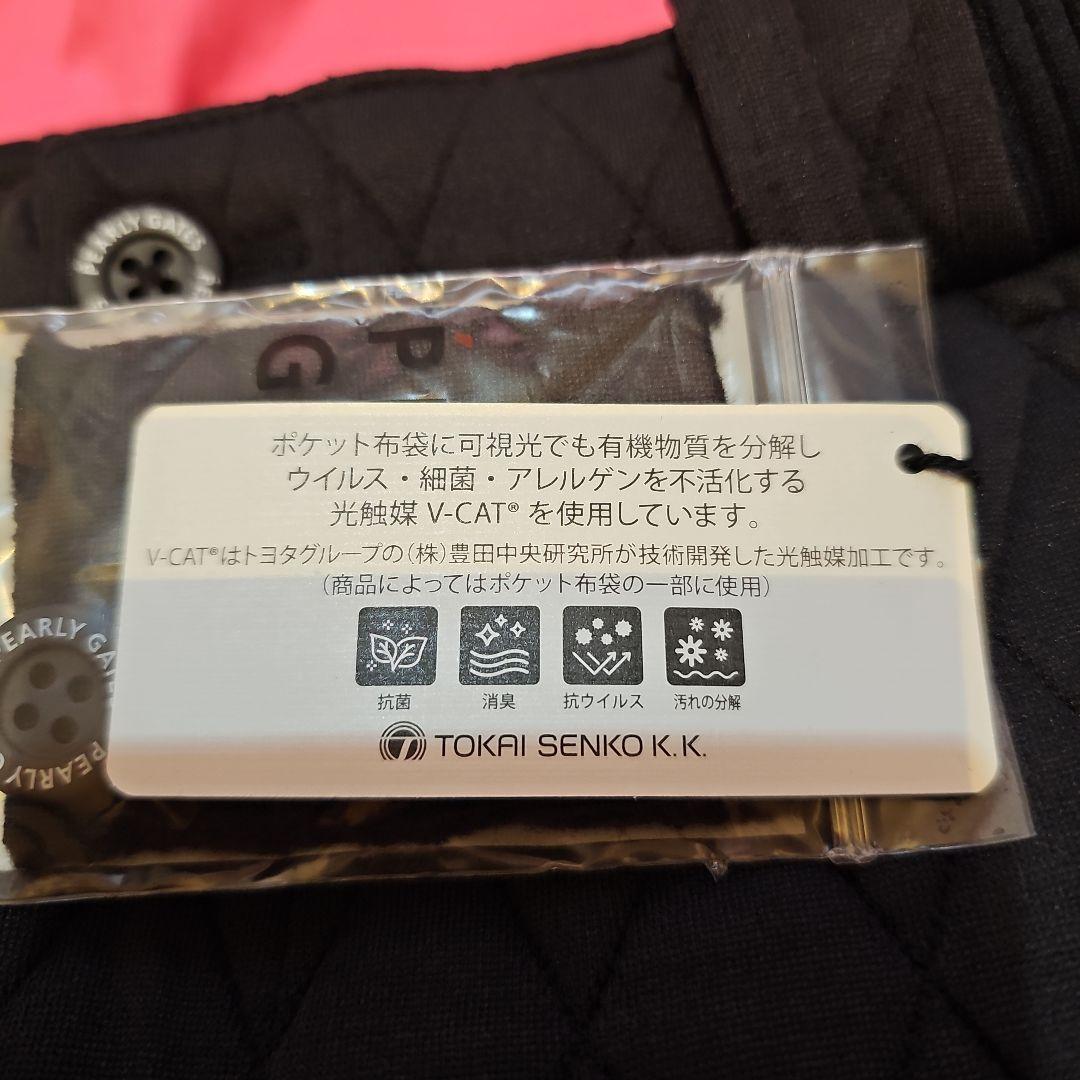 PEARLY GATES
P
G
ポケット布袋に可視光でも有機物質を分解し
ウイルス・細菌・アレルゲンを不活化する
光触媒 V-CAT® を使用しています。
V-CAT®はトヨタグループの(株)豊田中央研究所が技術開発した光触媒加工です。
(商品によってはポケット布袋の一部に使用)
抗菌 消臭 抗ウイルス 汚れの分解
TOKAI SENKO K.K.
PEARLY GATES
PEARLY